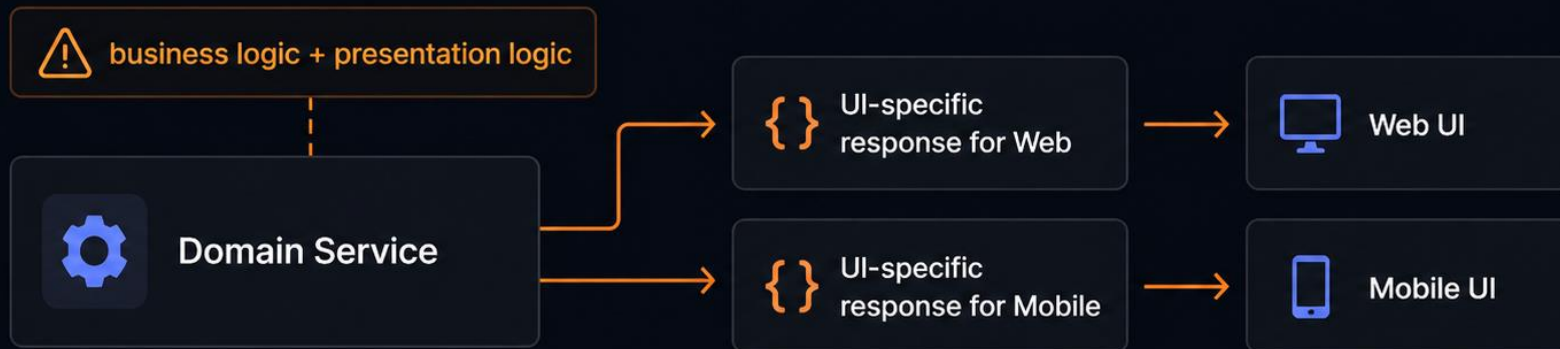 business logic + presentation logic
Domain Service
UI-specific
response for Web
Web UI
UI-specific
response for Mobile
Mobile UI